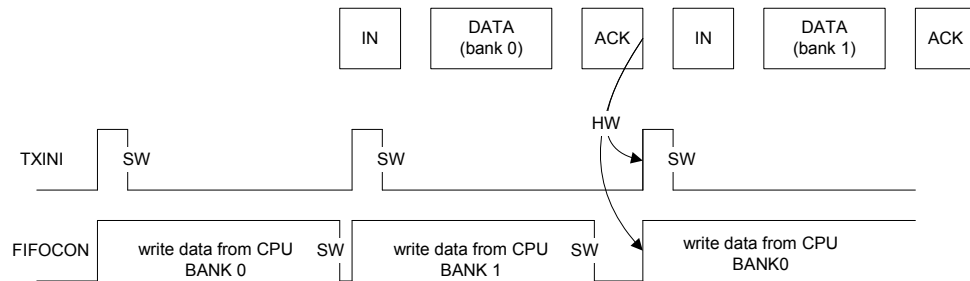 IN
DATA
(bank 0)
ACK
IN
DATA
(bank 1)
ACK
HW
TXINI
SW
SW
SW
FIFOCON
write data from CPU
BANK 0
SW
write data from CPU
BANK 1
SW
write data from CPU
BANK0